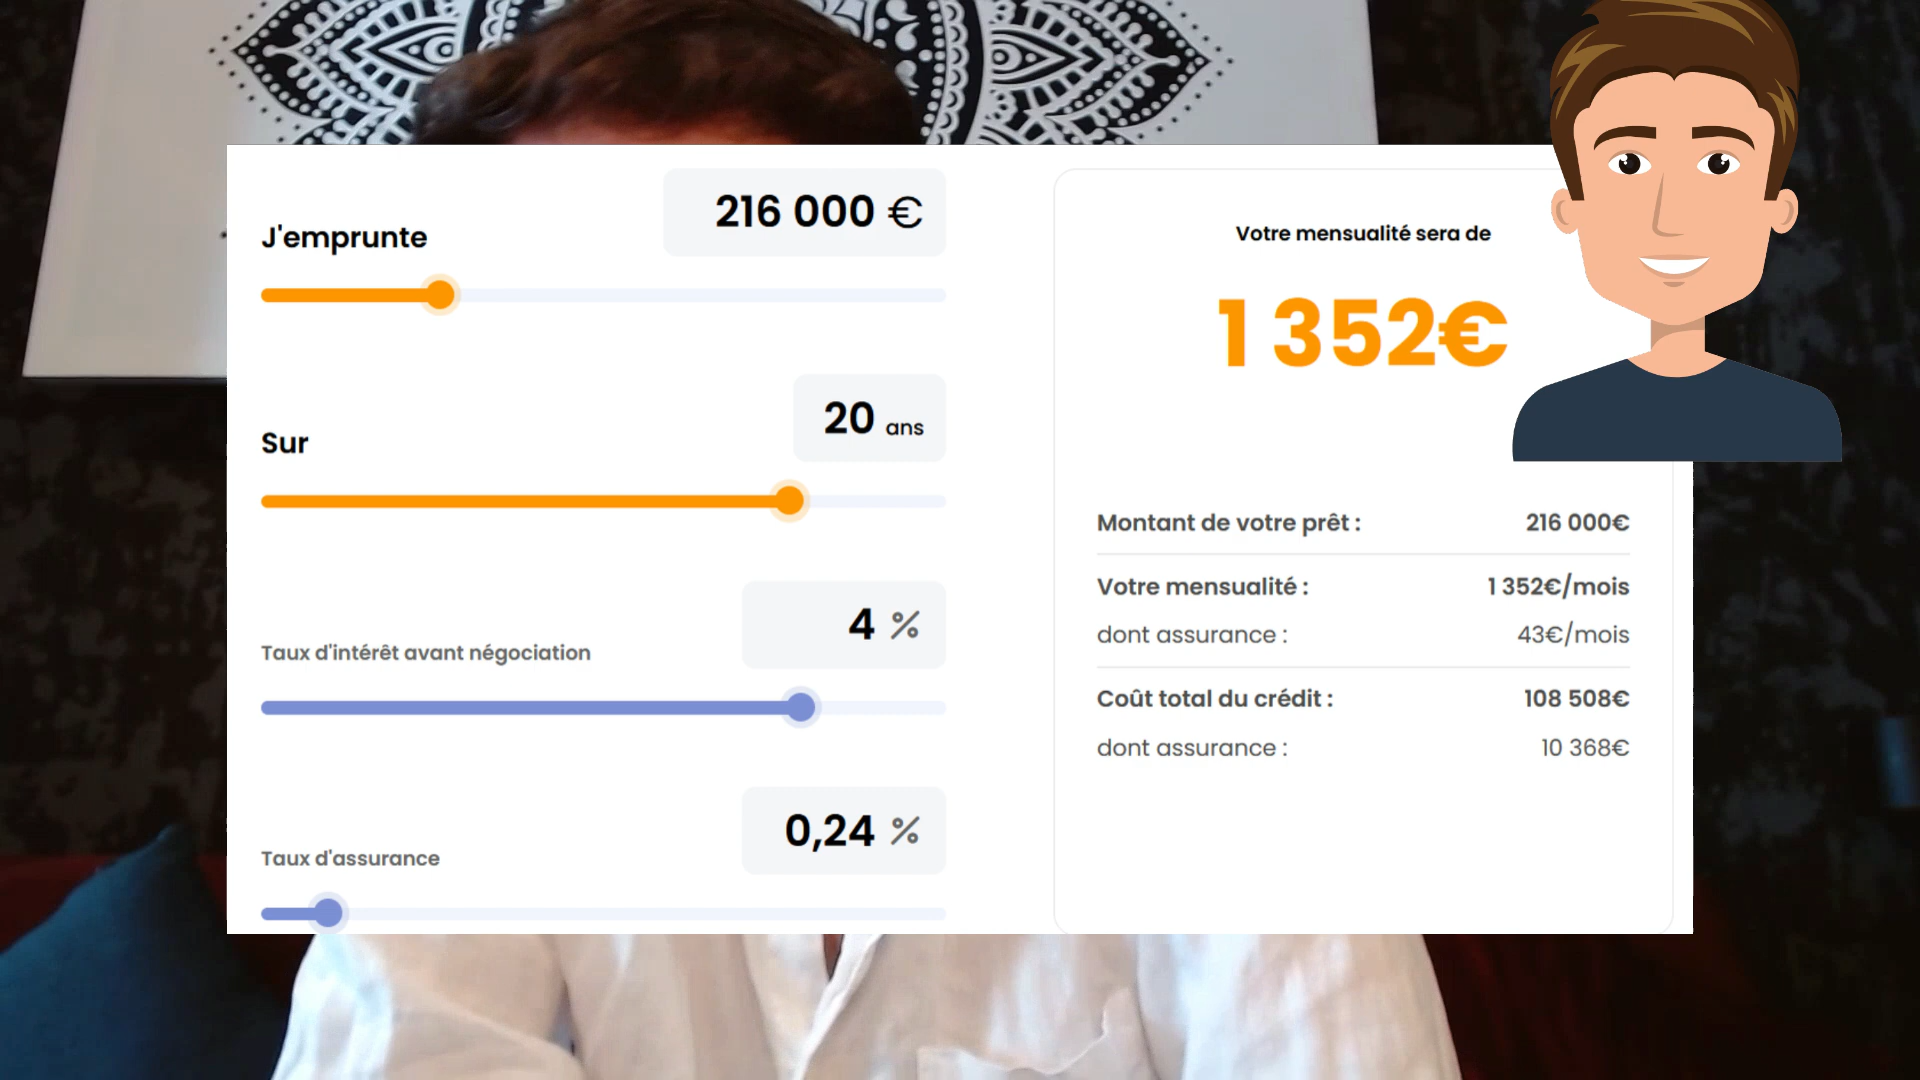 J'emprunte
216 000 €
Sur
20 ans
Taux d'intérêt avant négociation
4 %
Taux d'assurance
0,24 %
Votre mensualité sera de
1 352€
Montant de votre prêt : 216 000€
Votre mensualité : 1 352€/mois
dont assurance : 43€/mois
Coût total du crédit : 108 508€
dont assurance : 10 368€